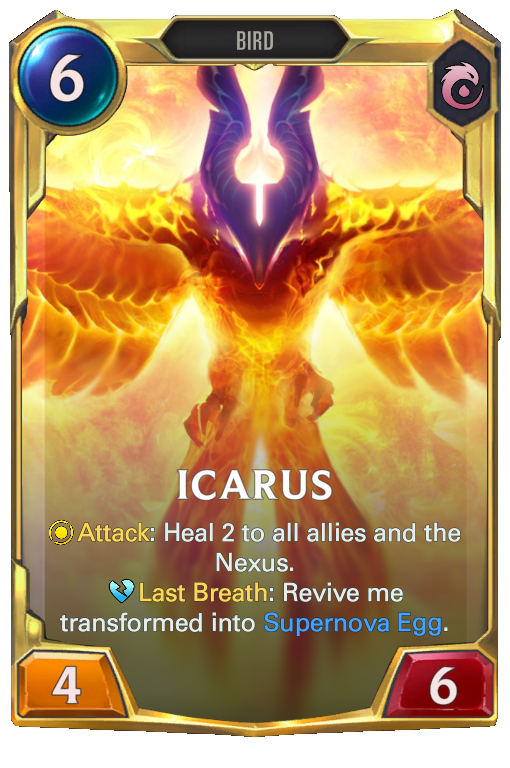 BIRD
6
ICARUS
Attack: Heal 2 to all allies and the
Nexus.
Last Breath: Revive me
transformed into Supernova Egg.
4
6